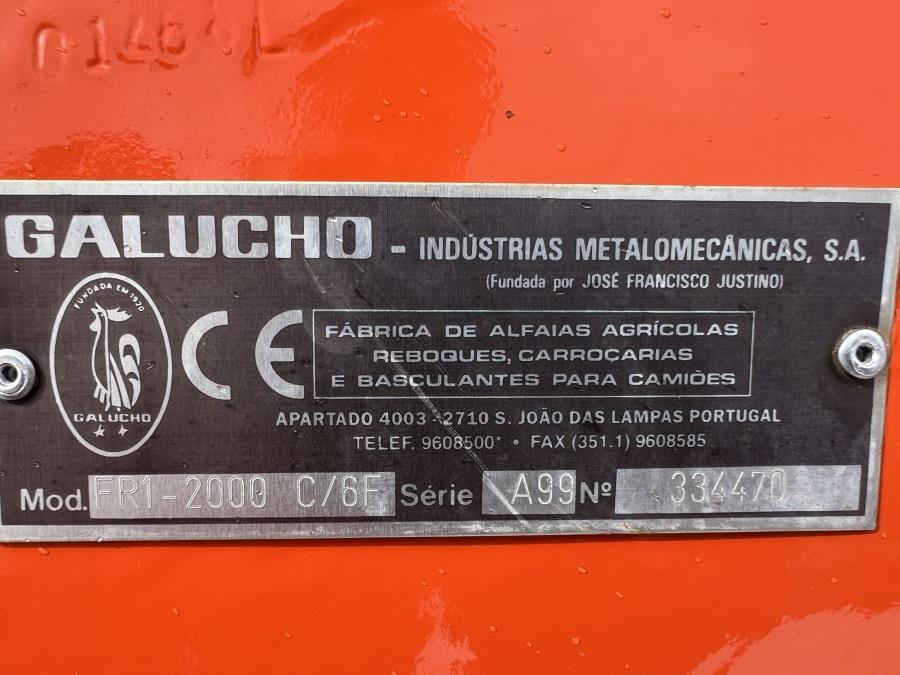 GALUCHO - INDÚSTRIAS METALOMECÂNICAS, S.A.
(Fundada por JOSÉ FRANCISCO JUSTINO)
FUNDADA EM 1920
GALUCHO
CE
FÁBRICA DE ALFAIAS AGRÍCOLAS
REBOQUES, CARROÇARIAS
E BASCULANTES PARA CAMIÕES
APARTADO 4003 - 2710 S. JOÃO DAS LAMPAS PORTUGAL
TELEF. 9608500* • FAX (351.1) 9608585
Mod. FR1-2000 C/6F Série A99 Nº 334470